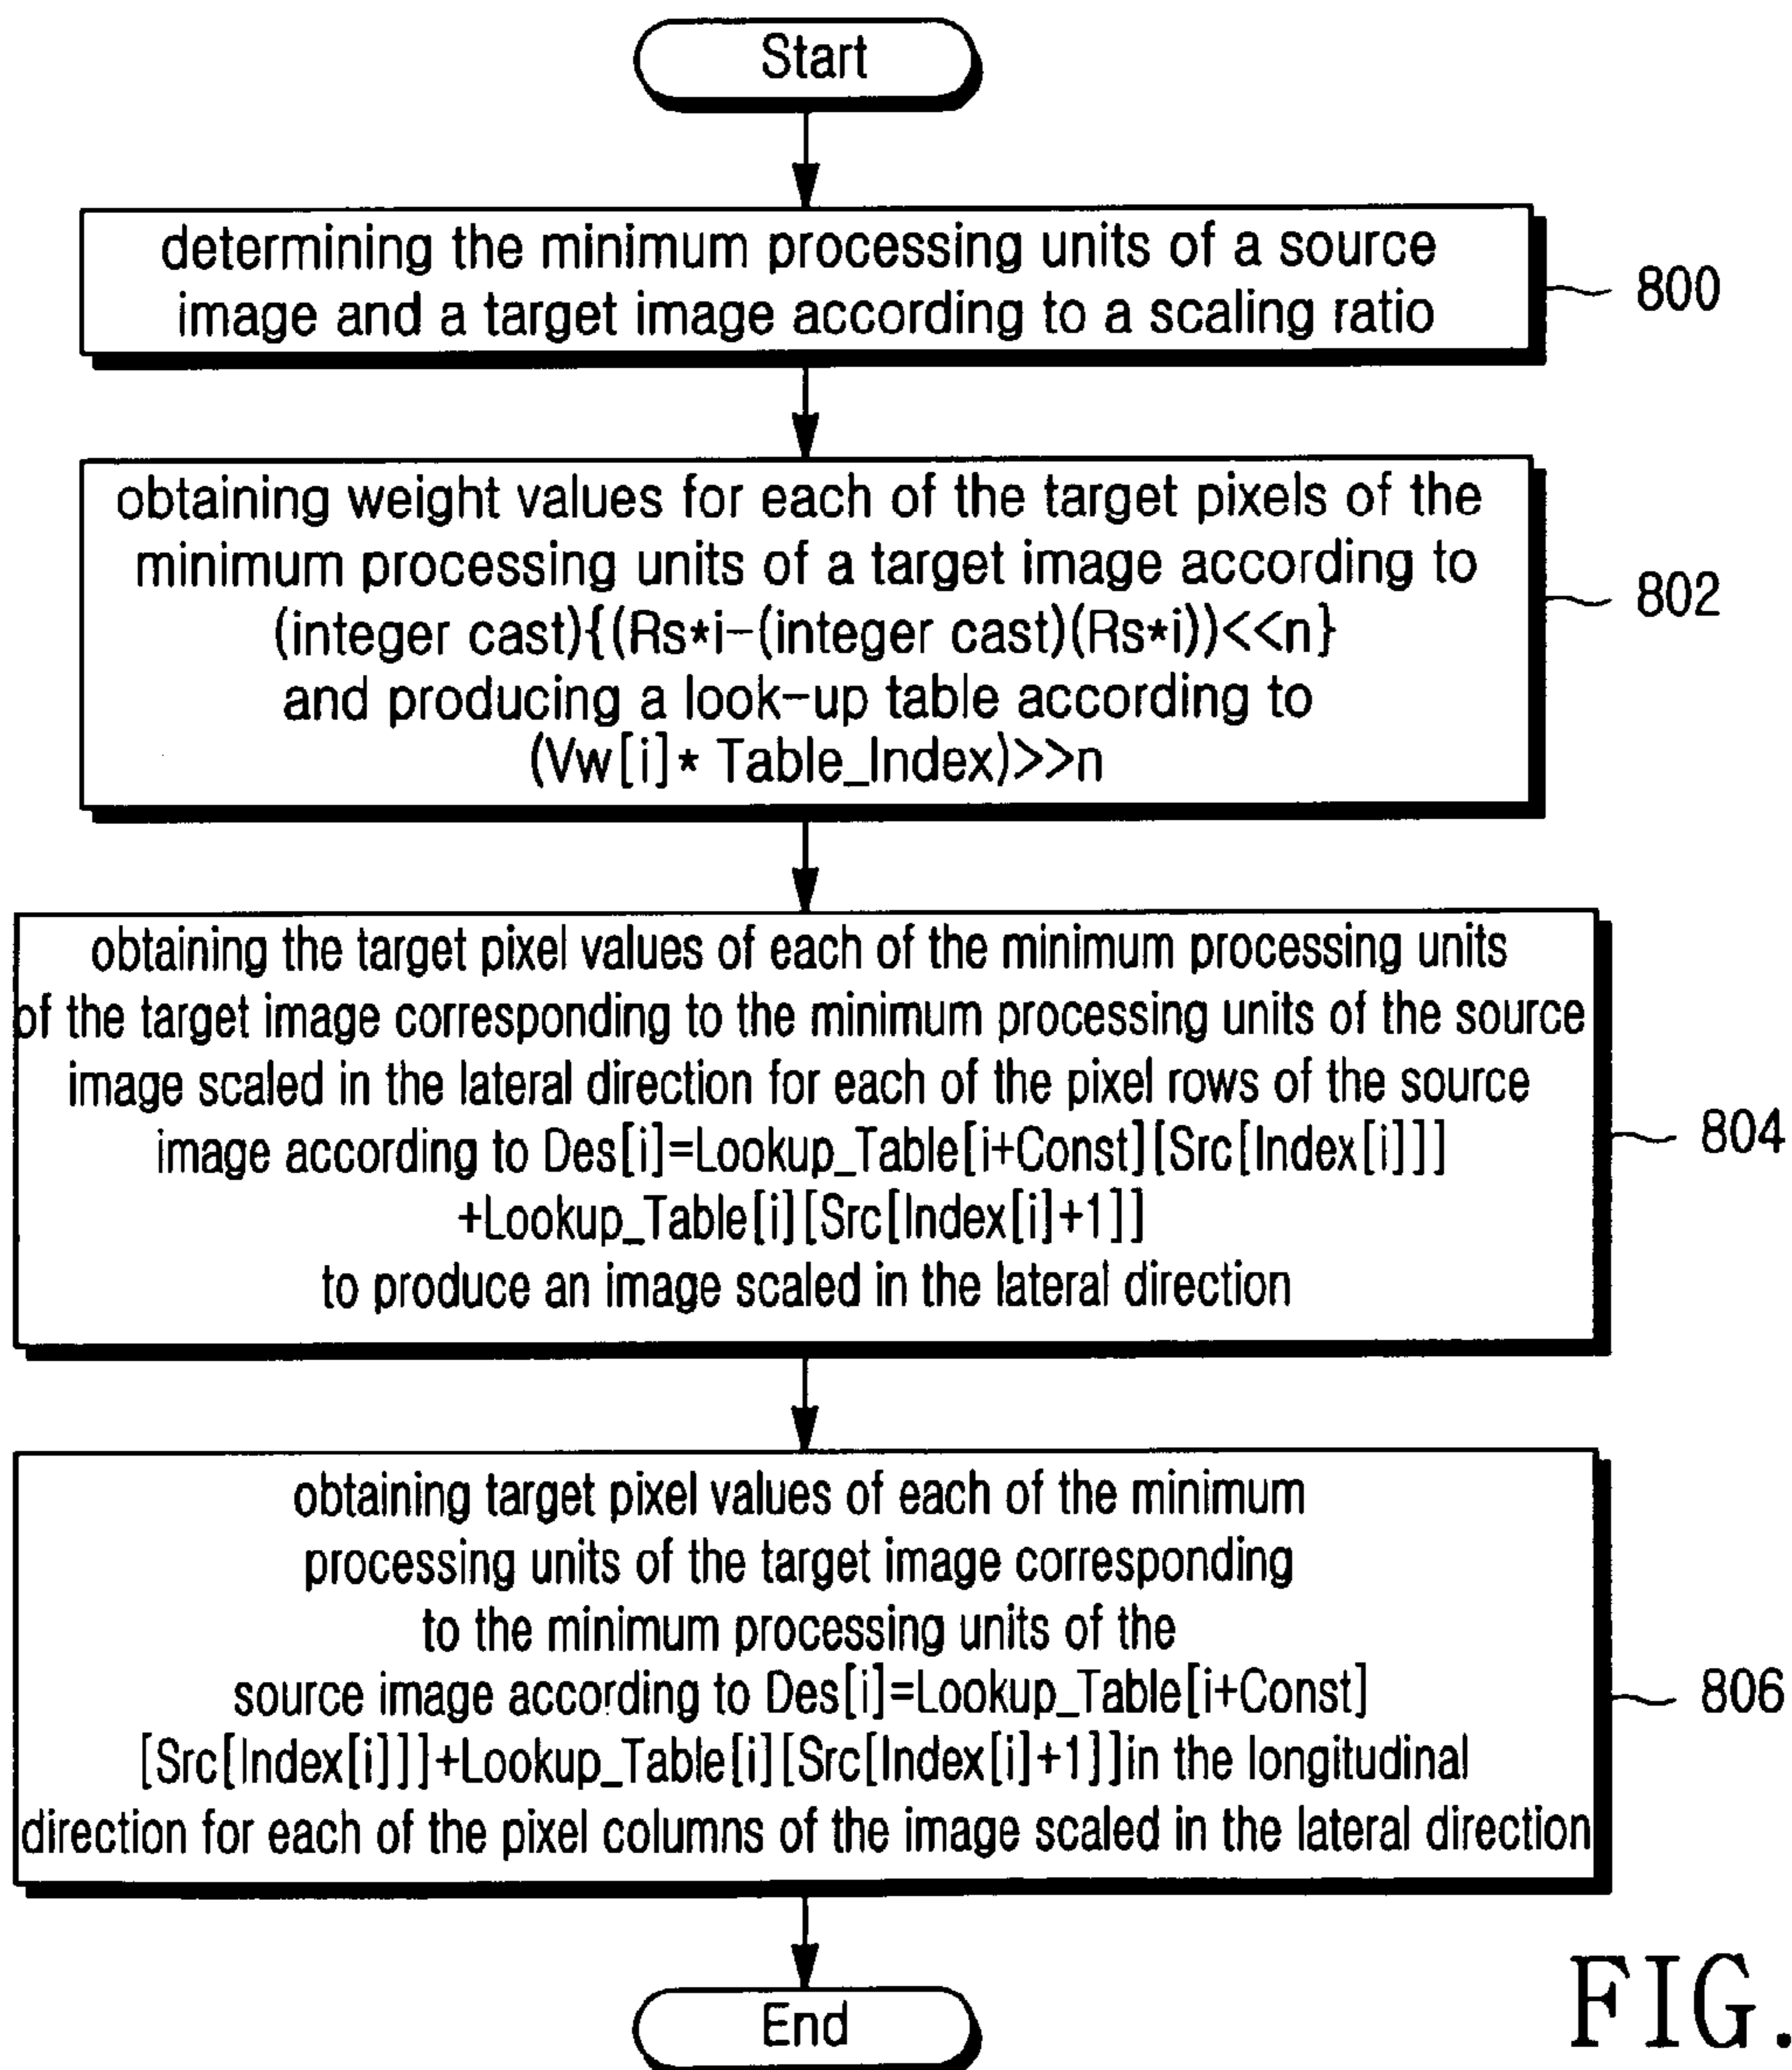 Start
determining the minimum processing units of a source
image and a target image according to a scaling ratio
800
obtaining weight values for each of the target pixels of the
minimum processing units of a target image according to
(integer cast){(Rs*i-(integer cast)(Rs*i))<<n}
and producing a look-up table according to
(Vw[i]* Table_Index)>>n
802
obtaining the target pixel values of each of the minimum processing units
of the target image corresponding to the minimum processing units of the source
image scaled in the lateral direction for each of the pixel rows of the source
image according to Des[i]=Lookup_Table[i+Const][Src[Index[i]]]
+Lookup_Table[i][Src[Index[i]+1]]
to produce an image scaled in the lateral direction
804
obtaining target pixel values of each of the minimum
processing units of the target image corresponding
to the minimum processing units of the
source image according to Des[i]=Lookup_Table[i+Const]
[Src[Index[i]]]+Lookup_Table[i][Src[Index[i]+1]]in the longitudinal
direction for each of the pixel columns of the image scaled in the lateral direction
806
End
FIG.